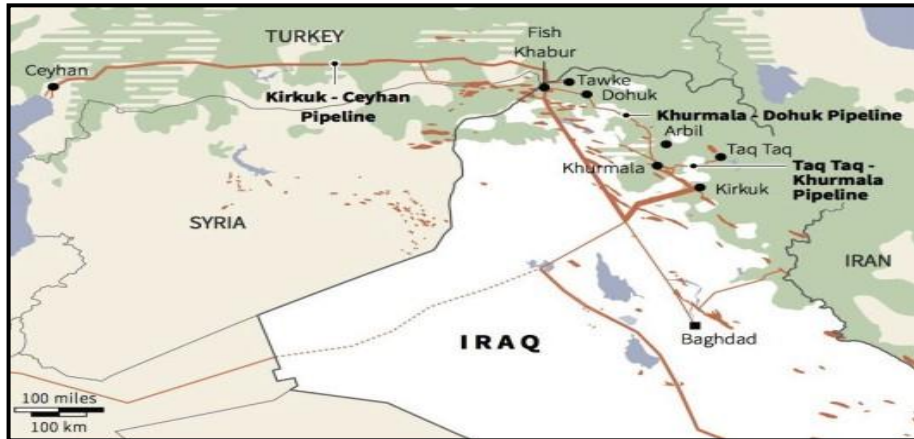 TURKEY
Fish
Khabur
Ceyhan
Tawke
Dohuk
Kirkuk - Ceyhan
Pipeline
Khurmala - Dohuk Pipeline
Arbil
Taq Taq
Khurmala
Taq Taq -
Khurmala
Pipeline
Kirkuk
SYRIA
IRAN
IRAQ
Baghdad
100 miles
100 km